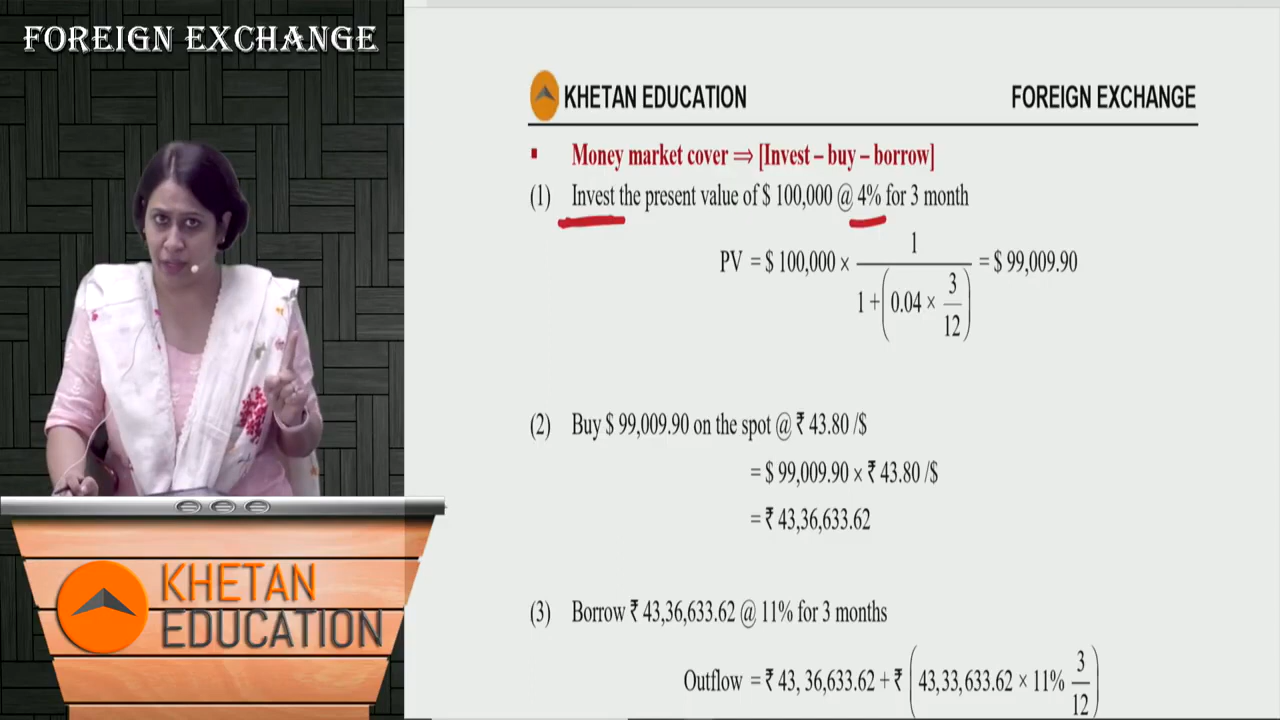 FOREIGN EXCHANGE
KHETAN EDUCATION FOREIGN EXCHANGE
▪ Money market cover ⇒ [Invest – buy – borrow]
(1) Invest the present value of $ 100,000 @ 4% for 3 month
PV = $ 100,000 × 1 / (1 + (0.04 × 3/12)) = $ 99,009.90
(2) Buy $ 99,009.90 on the spot @ ₹ 43.80 /$
= $ 99,009.90 × ₹ 43.80 /$
= ₹ 43,36,633.62
(3) Borrow ₹ 43,36,633.62 @ 11% for 3 months
Outflow = ₹ 43, 36,633.62 + ₹ (43,33,633.62 × 11% 3/12)
KHETAN
EDUCATION